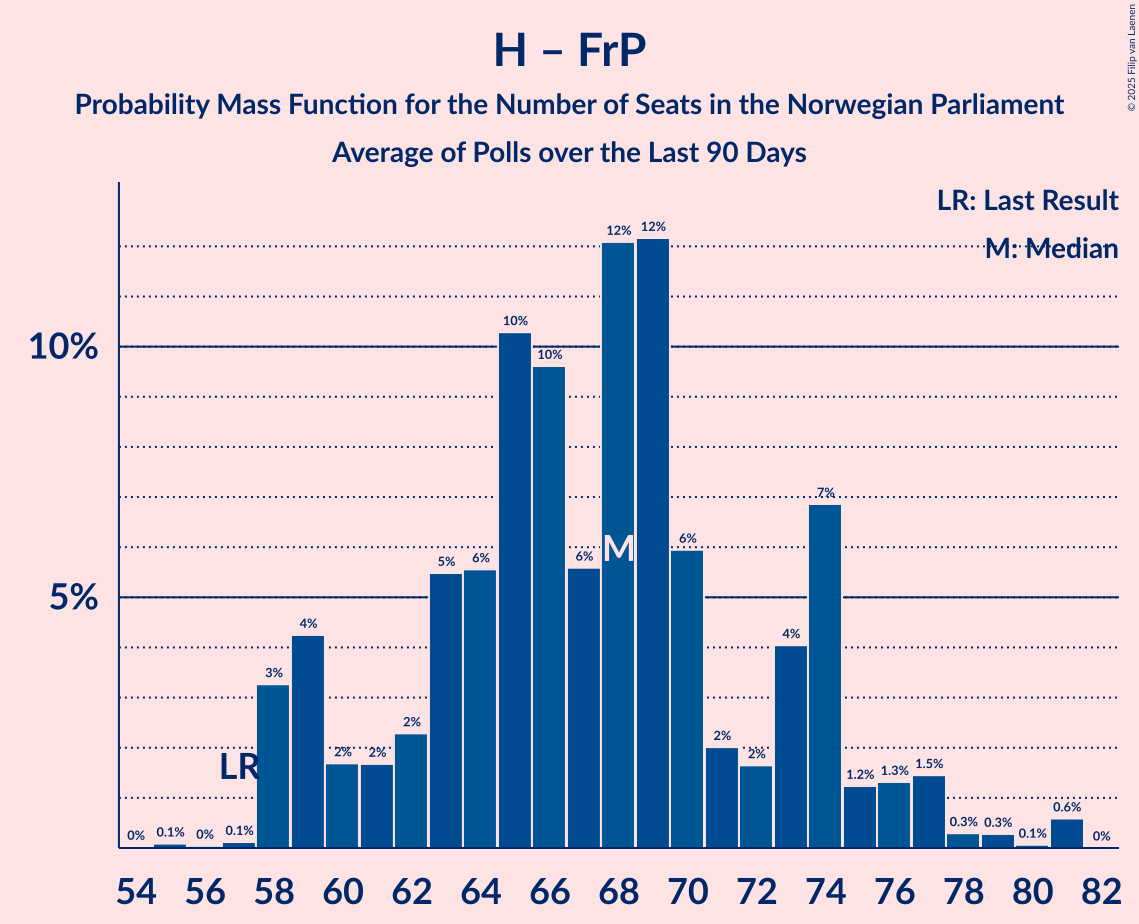 H – FrP
Probability Mass Function for the Number of Seats in the Norwegian Parliament
Average of Polls over the Last 90 Days
© 2025 Filip van Laenen
LR: Last Result
M: Median
10%
5%
0% 0.1% 0% 0.1% 3% 4% 2% 2% 2% 5% 6% 10% 10% 6% 12% 12% 6% 2% 2% 4% 7% 1.2% 1.3% 1.5% 0.3% 0.3% 0.1% 0.6% 0%
LR
M
54 56 58 60 62 64 66 68 70 72 74 76 78 80 82